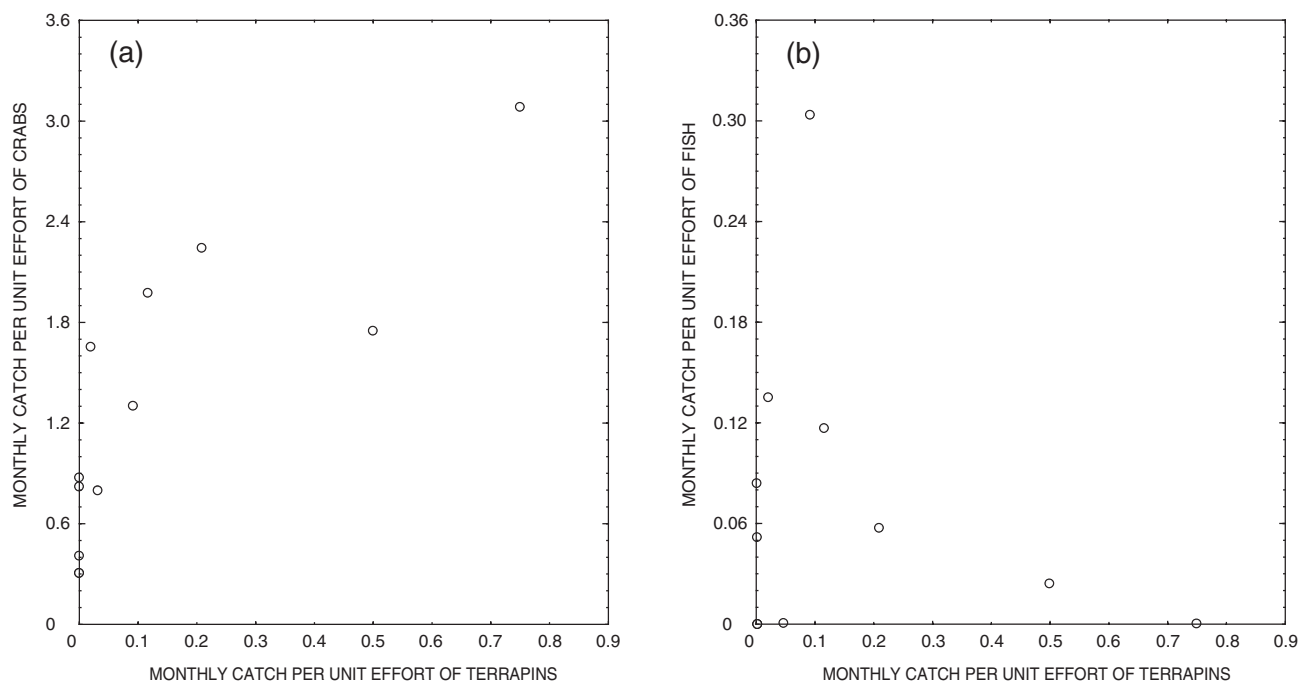 (a)
MONTHLY CATCH PER UNIT EFFORT OF CRABS
3.6
3.0
2.4
1.8
1.2
0.6
0
0 0.1 0.2 0.3 0.4 0.5 0.6 0.7 0.8 0.9
MONTHLY CATCH PER UNIT EFFORT OF TERRAPINS
(b)
MONTHLY CATCH PER UNIT EFFORT OF FISH
0.36
0.30
0.24
0.18
0.12
0.06
0
0 0.1 0.2 0.3 0.4 0.5 0.6 0.7 0.8 0.9
MONTHLY CATCH PER UNIT EFFORT OF TERRAPINS